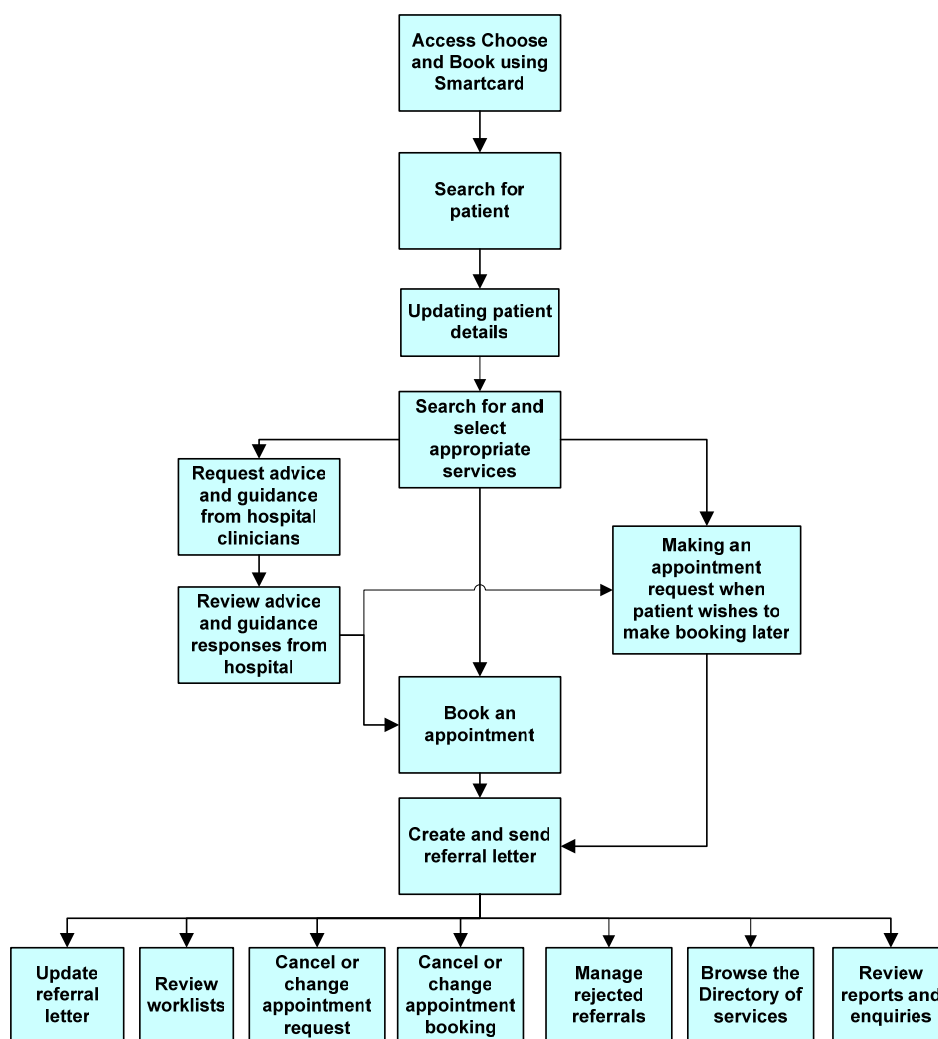 Access Choose
and Book using
Smartcard
Search for
patient
Updating patient
details
Search for and
select
appropriate
services
Request advice
and guidance
from hospital
clinicians
Making an
appointment
request when
patient wishes to
make booking later
Review advice
and guidance
responses from
hospital
Book an
appointment
Create and send
referral letter
Update
referral
letter
Review
worklists
Cancel or
change
appointment
request
Cancel or
change
appointment
booking
Manage
rejected
referrals
Browse the
Directory of
services
Review
reports and
enquiries